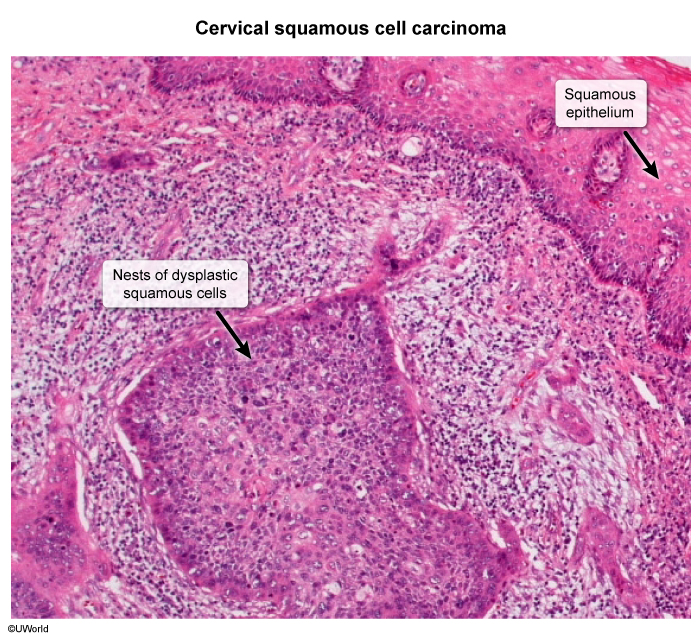 Cervical squamous cell carcinoma
Squamous
epithelium
Nests of dysplastic
squamous cells
©UWorld